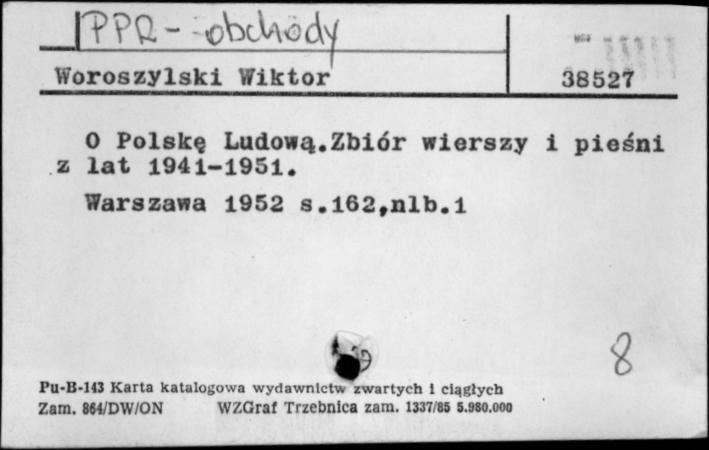 PPR - obchody
Woroszylski Wiktor
38527
O Polskę Ludową.Zbiór wierszy i pieśni
z lat 1941-1951.
Warszawa 1952 s.162,nlb.1
8
Pu-B-143 Karta katalogowa wydawnictw zwartych i ciągłych
Zam. 864/DW/ON WZGraf Trzebnica zam. 1337/85 5.980.000